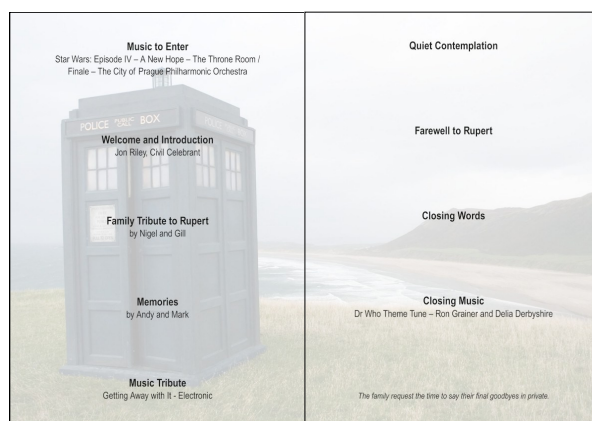 Music to Enter
Star Wars: Episode IV – A New Hope – The Throne Room /
Finale – The City of Prague Philharmonic Orchestra
POLICE PUBLIC CALL BOX
Welcome and Introduction
Jon Riley, Civil Celebrant
Family Tribute to Rupert
by Nigel and Gill
Memories
by Andy and Mark
Music Tribute
Getting Away with It - Electronic
Quiet Contemplation
Farewell to Rupert
Closing Words
Closing Music
Dr Who Theme Tune – Ron Grainer and Delia Derbyshire
The family request the time to say their final goodbyes in private.